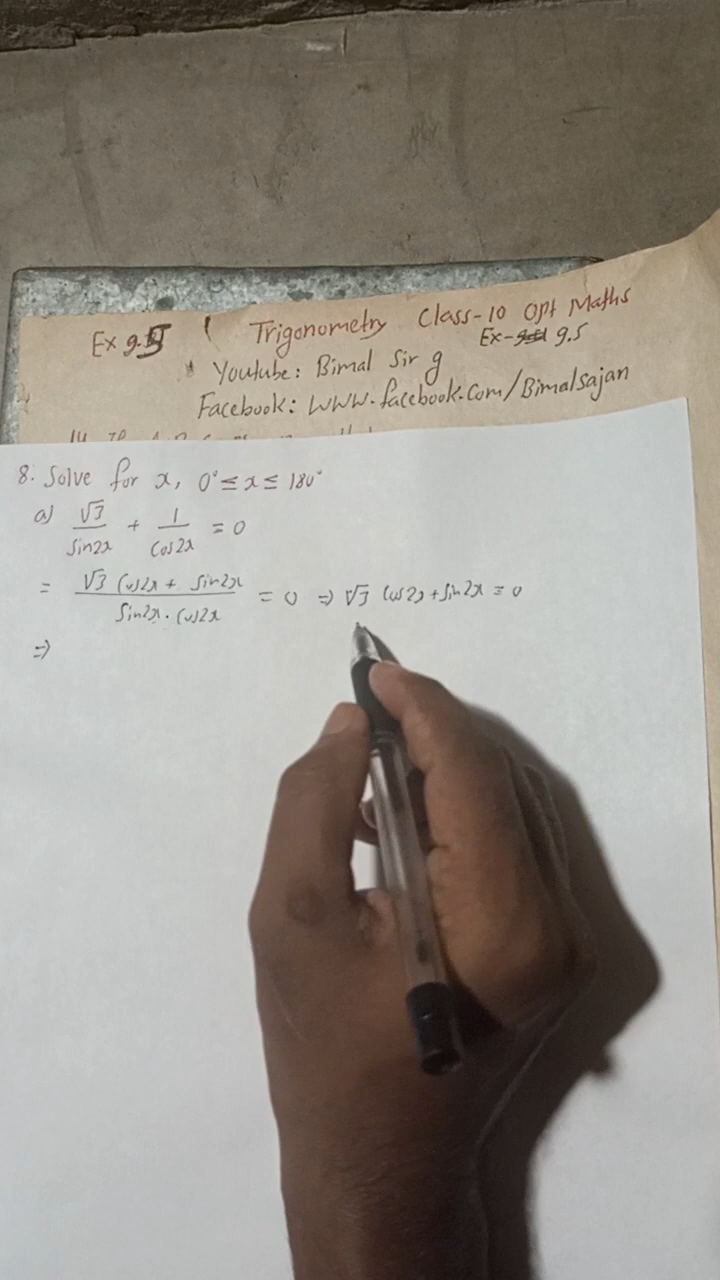 Ex 9.5 Trigonometry Class-10 Opt Maths
Ex- 9.5
Youtube: Bimal Sir g
Facebook: WWW.facebook.Com/Bimalsajan
8. Solve for x, 0° ≤ x ≤ 180°
a) √3/Sin2x + 1/Cos2x = 0
= (√3 Cos2x + Sin2x)/(Sin2x . Cos2x) = 0 ⇒ √3 Cos2x + Sin2x = 0
⇒